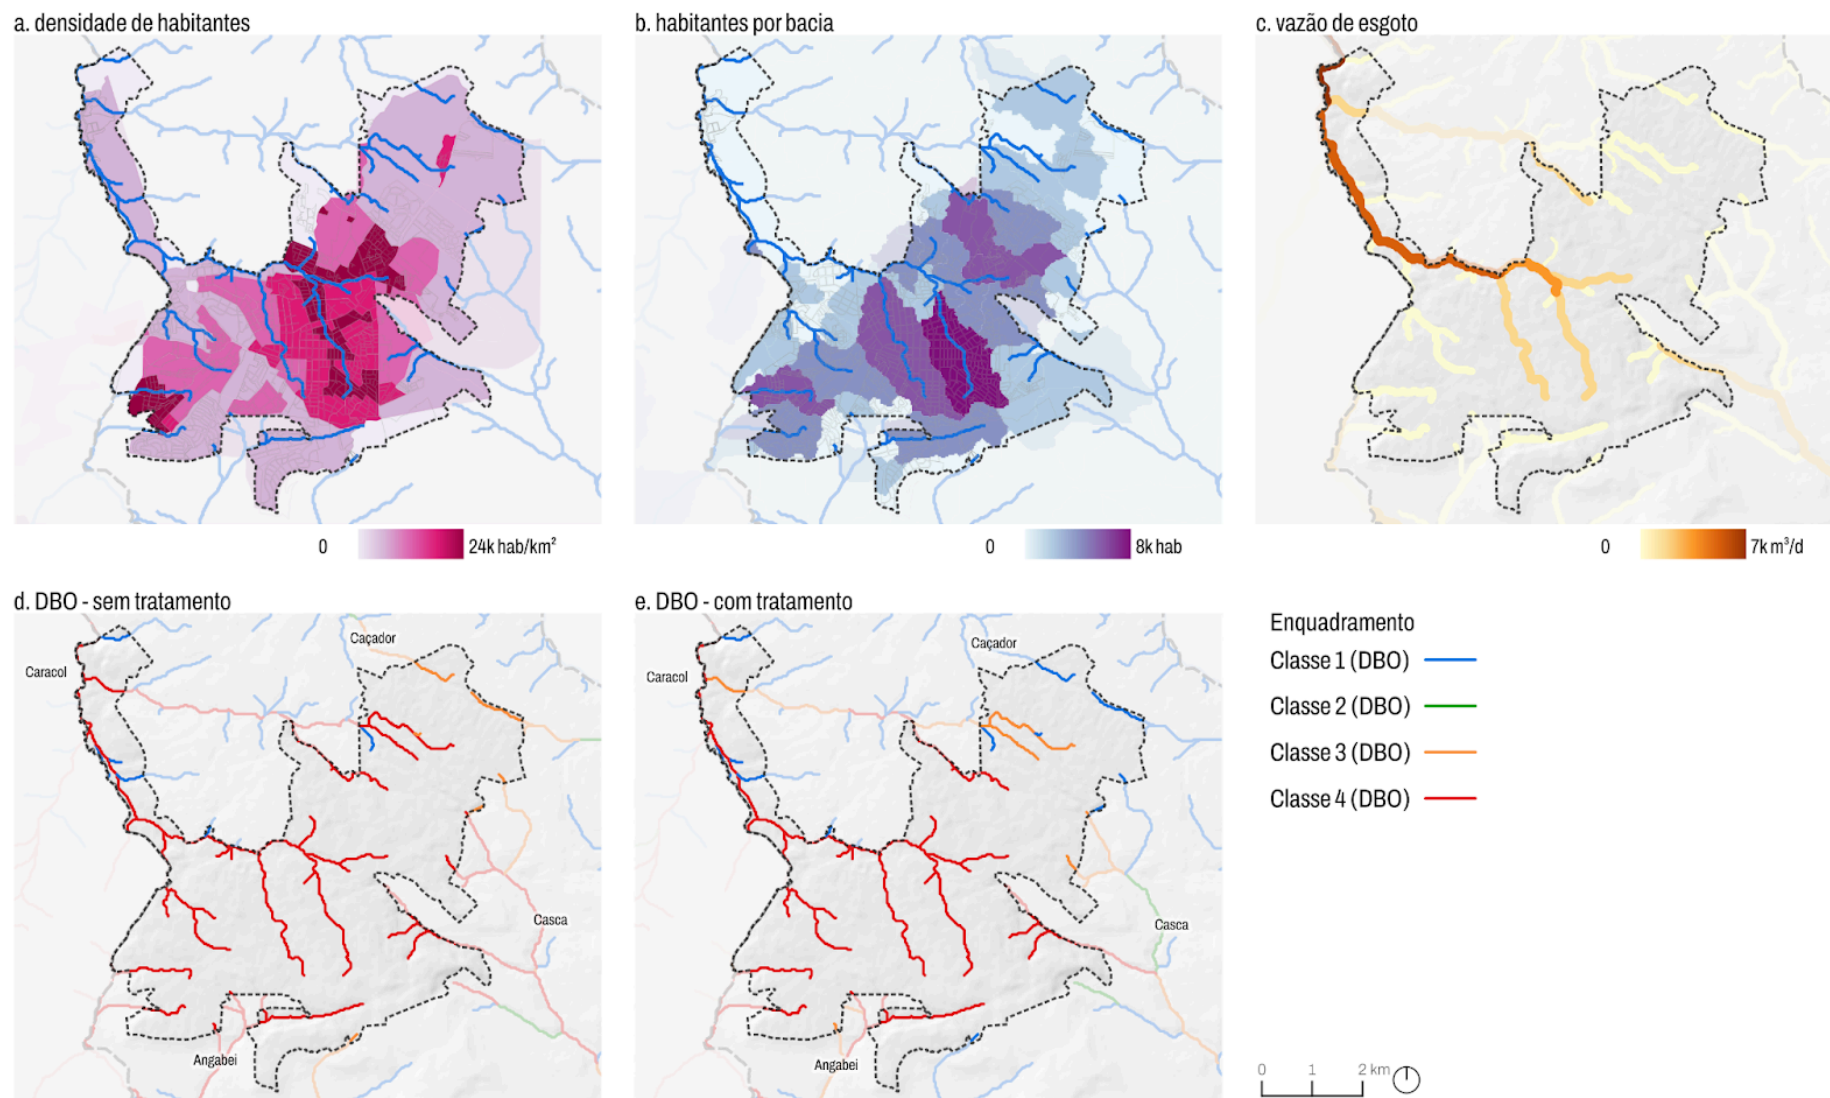 a. densidade de habitantes
b. habitantes por bacia
c. vazão de esgoto
0 24k hab/km²
0 8k hab
0 7k m³/d
d. DBO - sem tratamento
e. DBO - com tratamento
Caçador
Caracol
Casca
Angabei
Caçador
Caracol
Casca
Angabei
Enquadramento
Classe 1 (DBO)
Classe 2 (DBO)
Classe 3 (DBO)
Classe 4 (DBO)
0 1 2 km